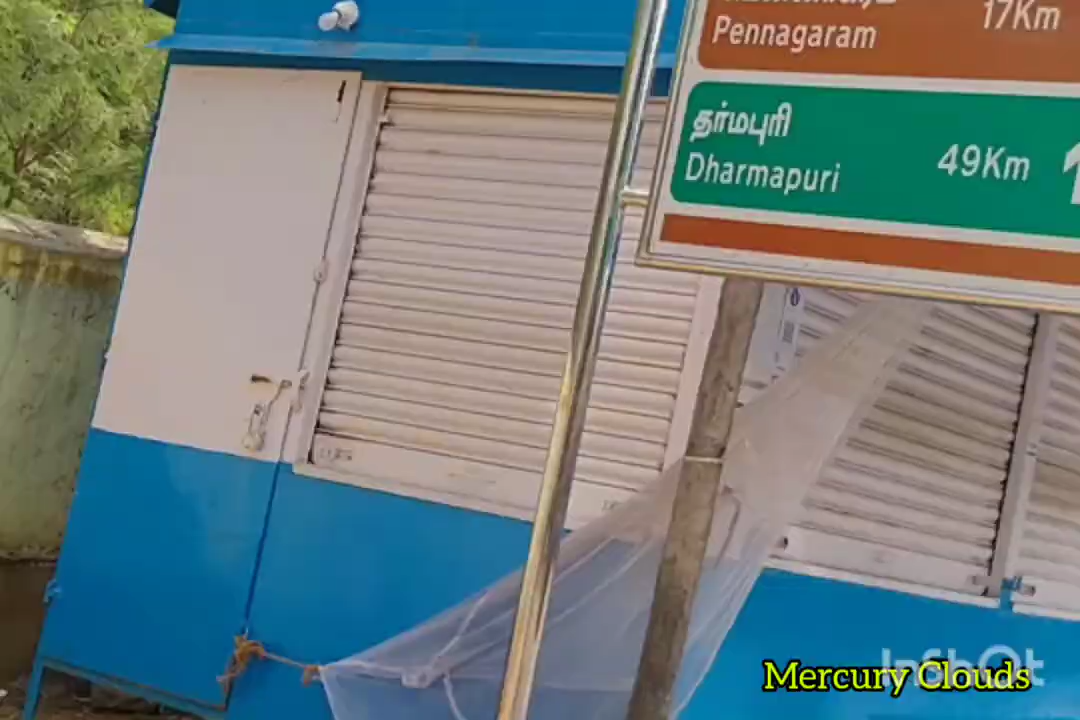 17Km
Pennagaram
தர்மபுரி
Dharmapuri 49Km
InShOt
Mercury Clouds